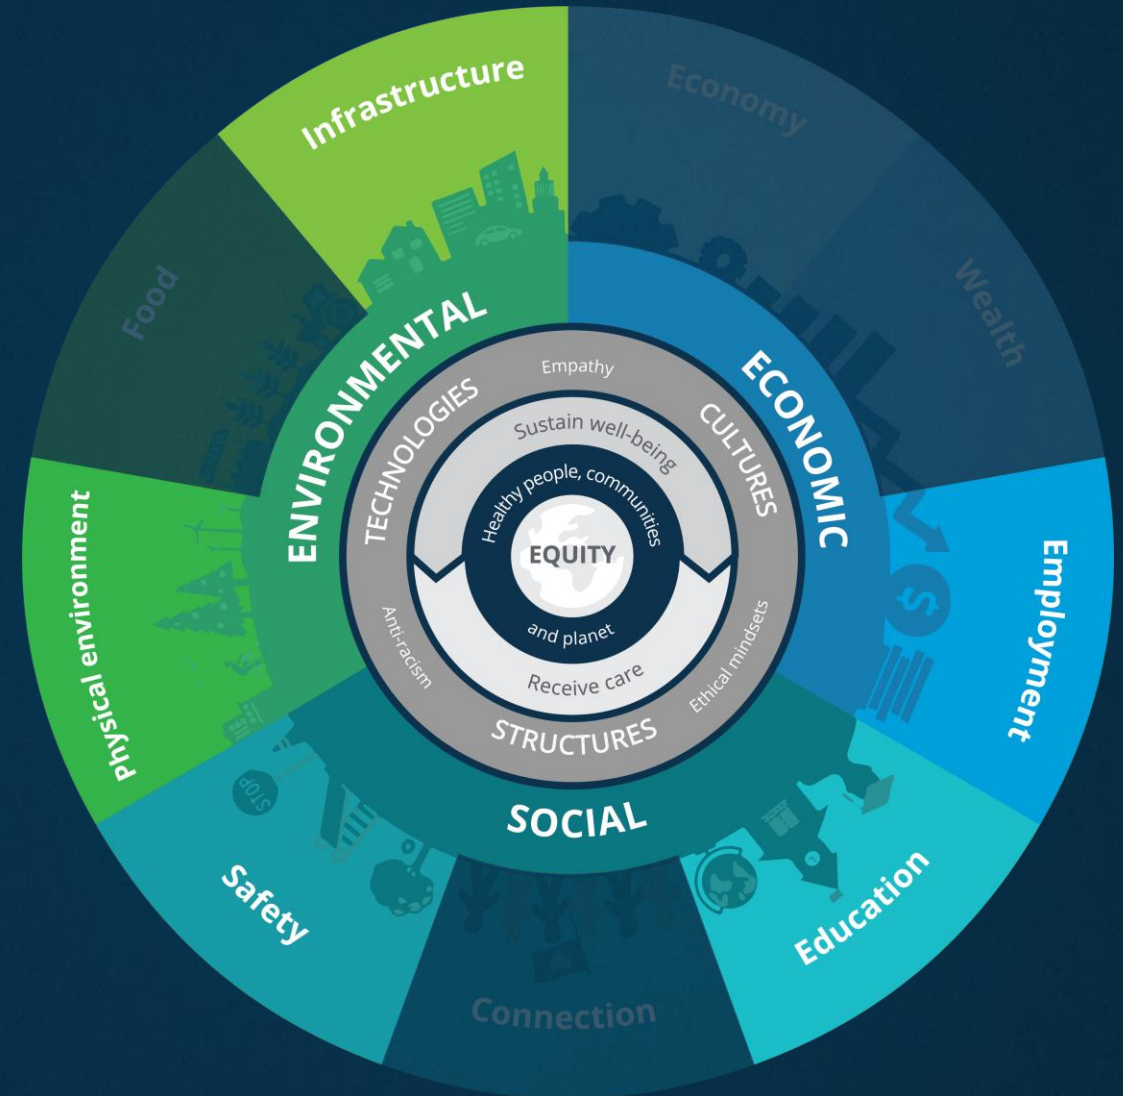 Infrastructure
Economy
Wealth
Employment
Education
Connection
Safety
Physical environment
Food
ENVIRONMENTAL
ECONOMIC
SOCIAL
TECHNOLOGIES
Empathy
CULTURES
Ethical mindsets
STRUCTURES
Anti-racism
Sustain well-being
Receive care
Healthy people, communities
and planet
EQUITY
STOP
$